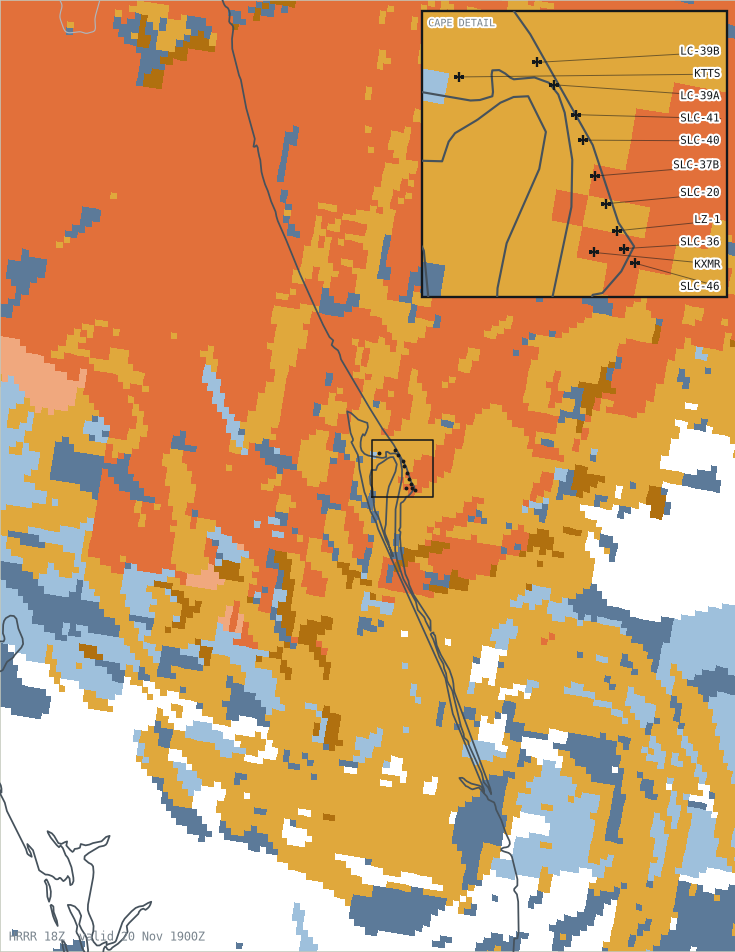 CAPE DETAIL
LC-39B
KTTS
LC-39A
SLC-41
SLC-40
SLC-37B
SLC-20
LZ-1
SLC-36
KXMR
SLC-46
HRRR 18Z valid 20 Nov 1900Z